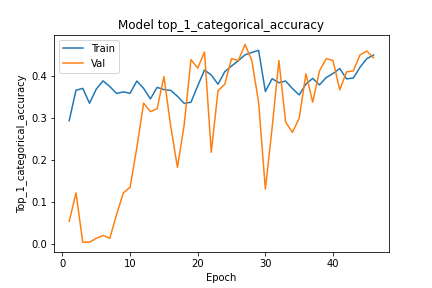 Model top_1_categorical_accuracy
Train
Val
Top_1_categorical_accuracy
0.4
0.3
0.2
0.1
0.0
0 10 20 30 40
Epoch